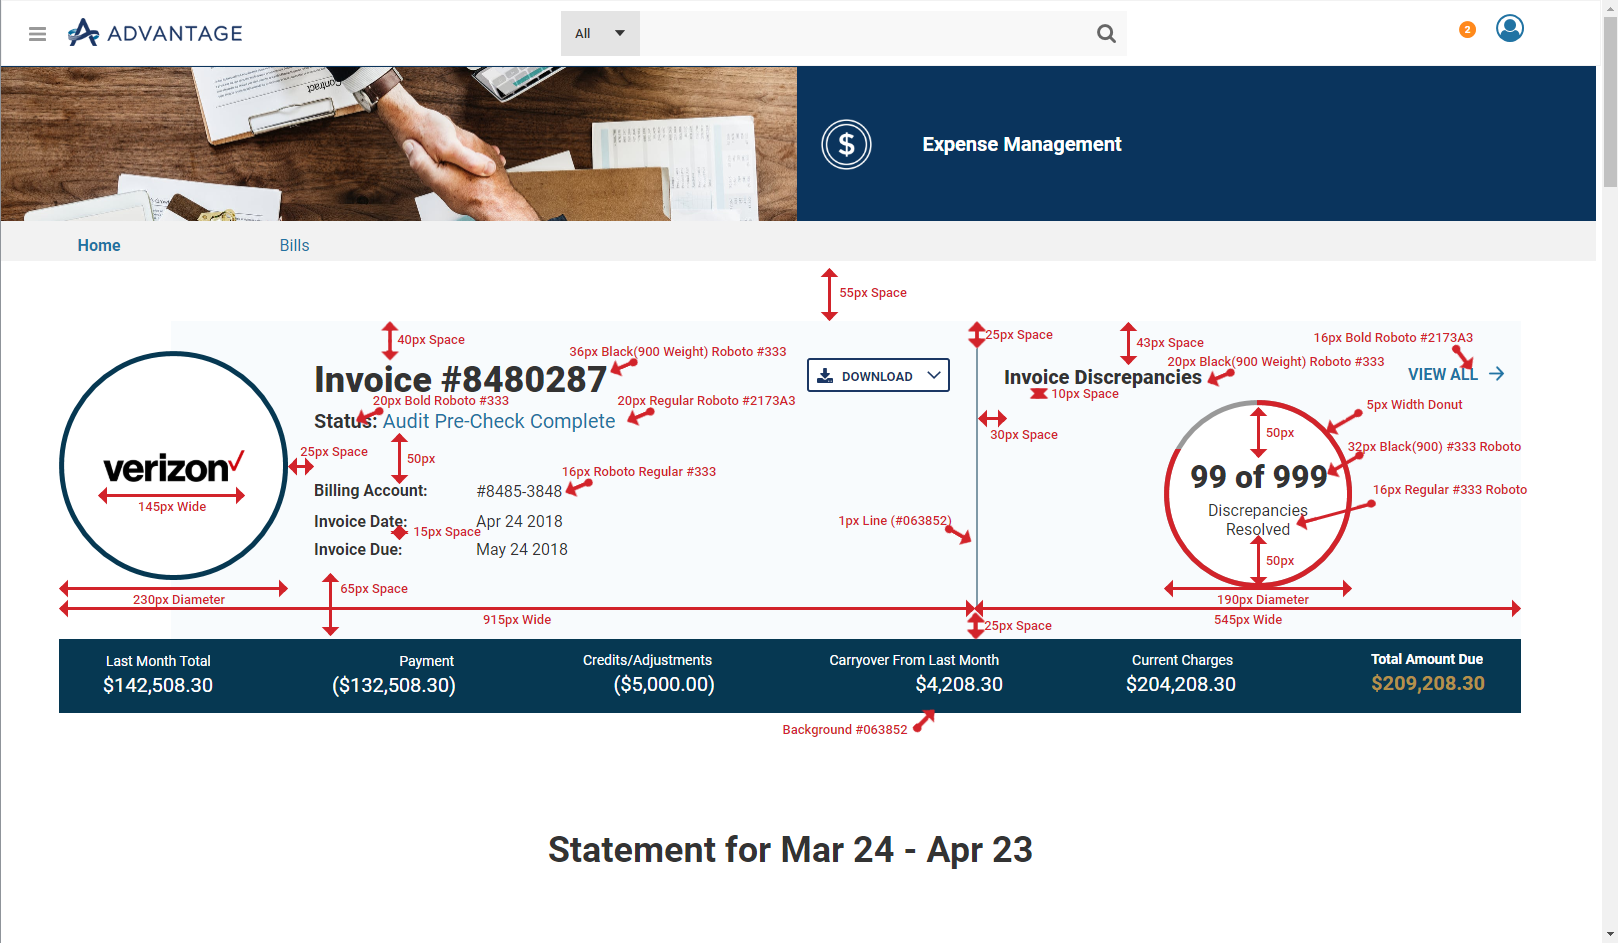 ADVANTAGE
All
2
Contract
$
Expense Management
Home
Bills
55px Space
40px Space
25px Space
43px Space
16px Bold Roboto #2173A3
36px Black(900 Weight) Roboto #333
20px Black(900 Weight) Roboto #333
Invoice #8480287
DOWNLOAD
Invoice Discrepancies
VIEW ALL
20px Bold Roboto #333
20px Regular Roboto #2173A3
10px Space
5px Width Donut
Status: Audit Pre-Check Complete
30px Space
50px
32px Black(900) #333 Roboto
25px Space
50px
verizon
16px Roboto Regular #333
99 of 999
145px Wide
Billing Account: #8485-3848
16px Regular #333 Roboto
Discrepancies
Resolved
Invoice Date: Apr 24 2018
1px Line (#063852)
15px Space
Invoice Due: May 24 2018
50px
65px Space
230px Diameter
190px Diameter
915px Wide
545px Wide
25px Space
Last Month Total
$142,508.30
Payment
($132,508.30)
Credits/Adjustments
($5,000.00)
Carryover From Last Month
$4,208.30
Current Charges
$204,208.30
Total Amount Due
$209,208.30
Background #063852
Statement for Mar 24 - Apr 23